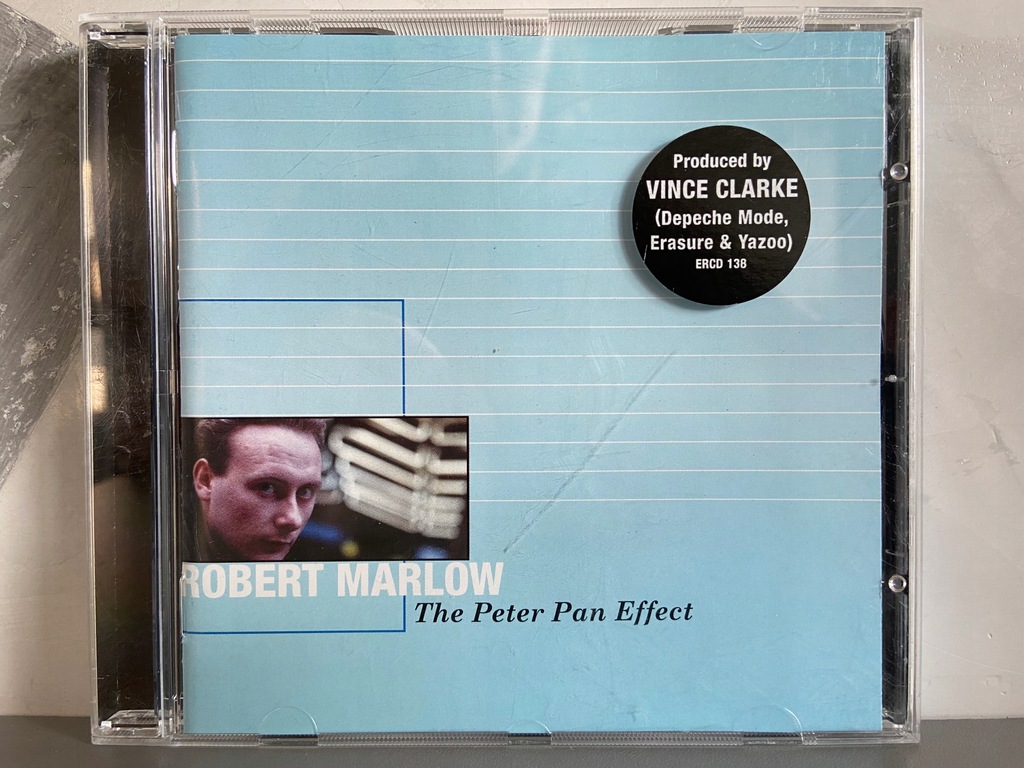 Produced by
VINCE CLARKE
(Depeche Mode,
Erasure & Yazoo)
ERCD 138
ROBERT MARLOW
The Peter Pan Effect